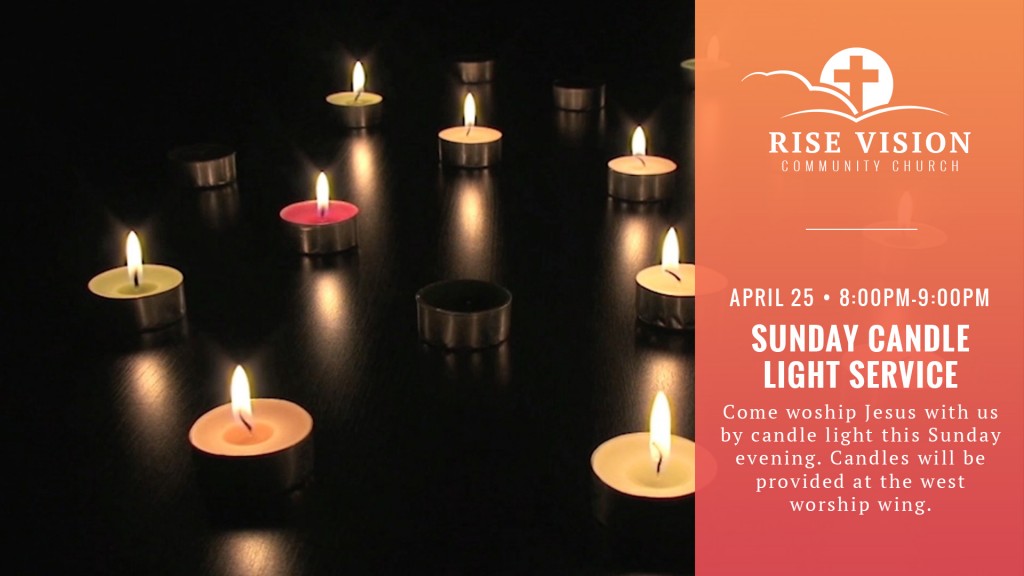 RISE VISION
COMMUNITY CHURCH
APRIL 25 • 8:00PM-9:00PM
SUNDAY CANDLE
LIGHT SERVICE
Come woship Jesus with us
by candle light this Sunday
evening. Candles will be
provided at the west
worship wing.